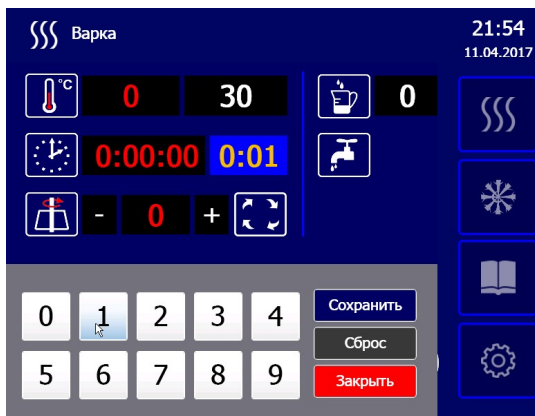 Варка
21:54
11.04.2017
°C 0 30 0
0:00:00 0:01
- 0 +
0 1 2 3 4 Сохранить
Сброс
5 6 7 8 9 Закрыть